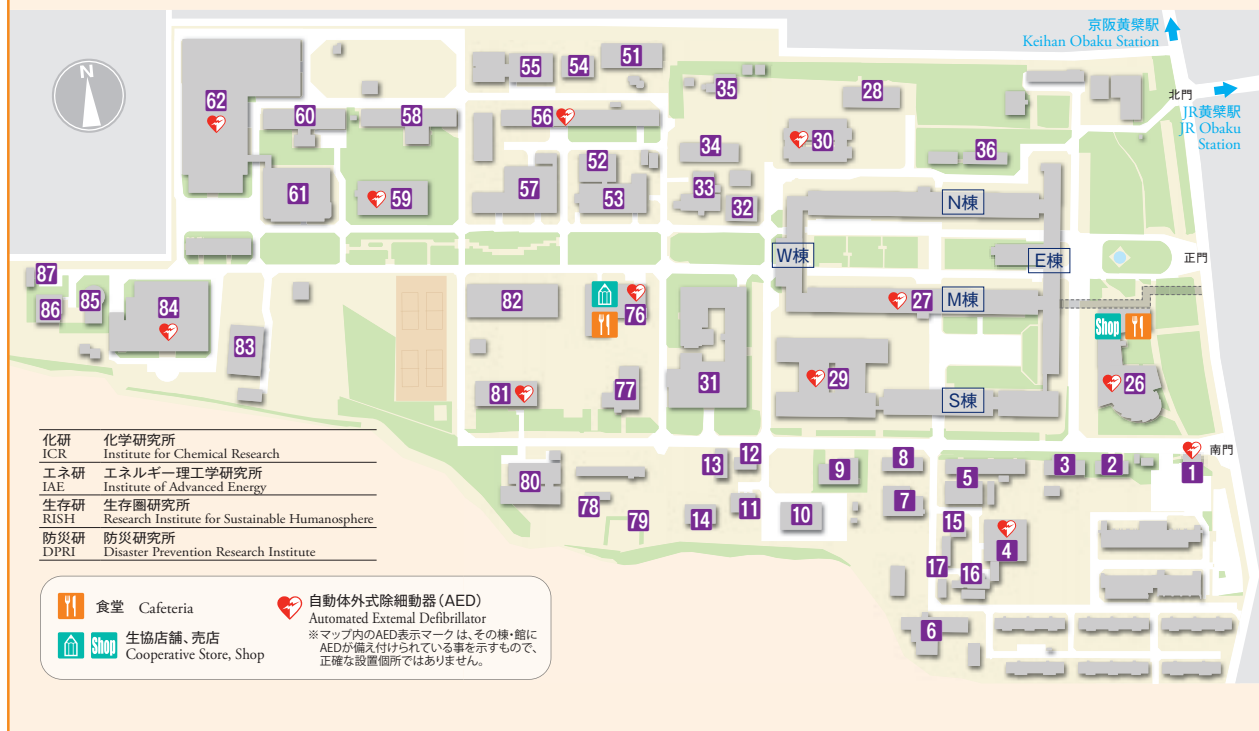 京阪黄檗駅
Keihan Obaku Station
N
北門
JR黄檗駅
JR Obaku
Station
51
55
54
35
28
62
60
58
56
30
34
36
52
61
59
57
53
33
32
N棟
W棟
E棟
正門
87
86
85
84
82
76
M棟
27
83
Shop
26
81
77
31
29
S棟
化研 化学研究所
ICR Institute for Chemical Research
エネ研 エネルギー理工学研究所
IAE Institute of Advanced Energy
生存研 生存圏研究所
RISH Research Institute for Sustainable Humanosphere
防災研 防災研究所
DPRI Disaster Prevention Research Institute
南門
13
12
9
8
5
3
2
1
80
78
79
14
11
10
7
15
4
17
16
6
食堂 Cafeteria
Shop
生協店舗、売店
Cooperative Store, Shop
自動体外式除細動器(AED)
Automated External Defibrillator
※マップ内のAED表示マークは、その棟・館に
AEDが備え付けられている事を示すもので、
正確な設置個所ではありません。